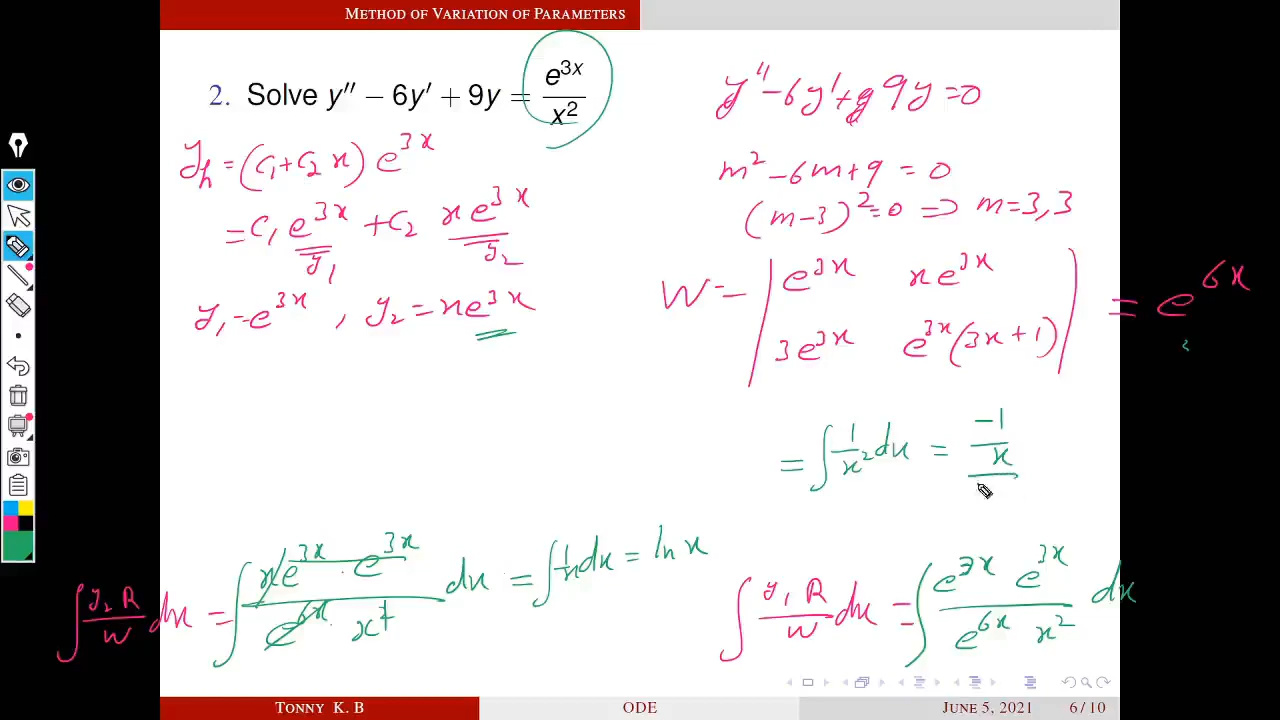 METHOD OF VARIATION OF PARAMETERS
2. Solve y″ − 6y′ + 9y = e^{3x}/x^2
y″ − 6y′ + 9y = 0
y_h = (c_1 + c_2 x) e^{3x}
m^2 − 6m + 9 = 0
= c_1 e^{3x} + c_2 x e^{3x}
(m − 3)^2 = 0 ⇒ m = 3, 3
y_1 y_2
y_1 = e^{3x}, y_2 = x e^{3x}
W = | e^{3x} x e^{3x} |
| 3e^{3x} e^{3x}(3x + 1) | = e^{6x}
= ∫ 1/x^2 dx = −1/x
∫ y_2 R/W dx = ∫ x e^{3x} · e^{3x} / e^{6x} · x^2 dx = ∫ 1/x dx = ln x
∫ y_1 R/W dx = ∫ e^{3x} e^{3x} / e^{6x} x^2 dx
TONNY K. B ODE JUNE 5, 2021 6 / 10